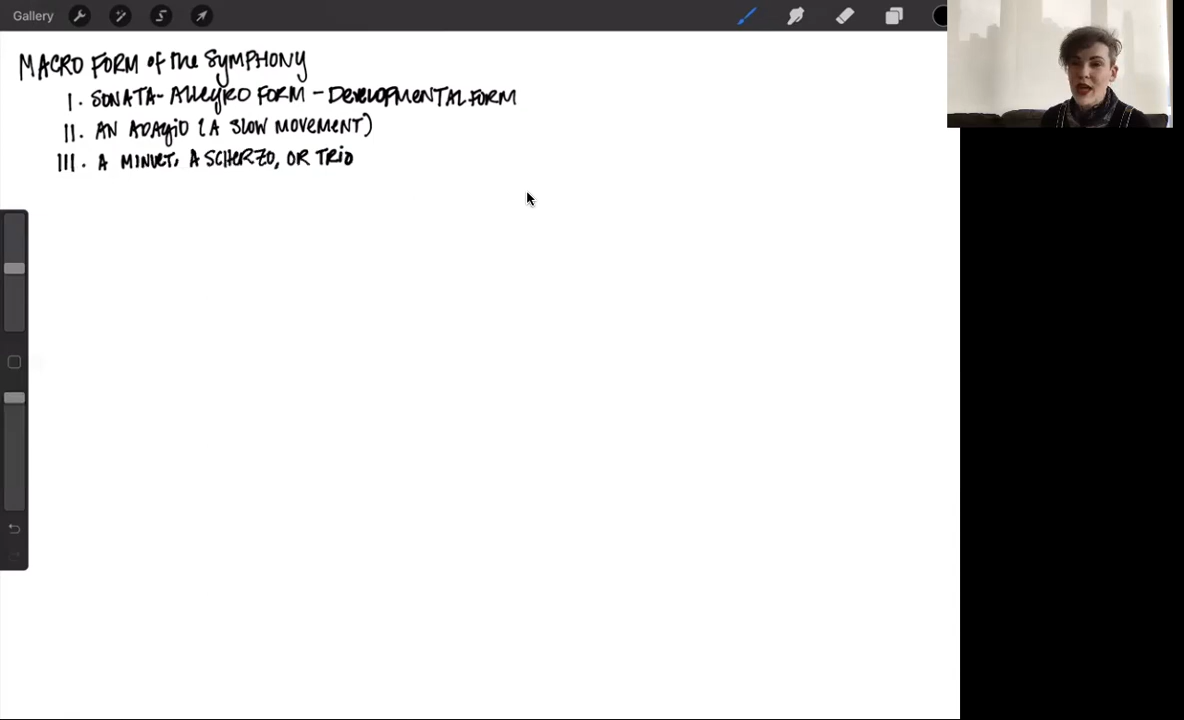 Gallery
MACRO FORM of the SYMPHONY
I. SONATA-AllegRO FORM - DEVELOPMENTAL FORM
II. AN ADAgiO (A SLOW MOVEMENT)
III. A MINUET, A SCHERZO, OR TRiO